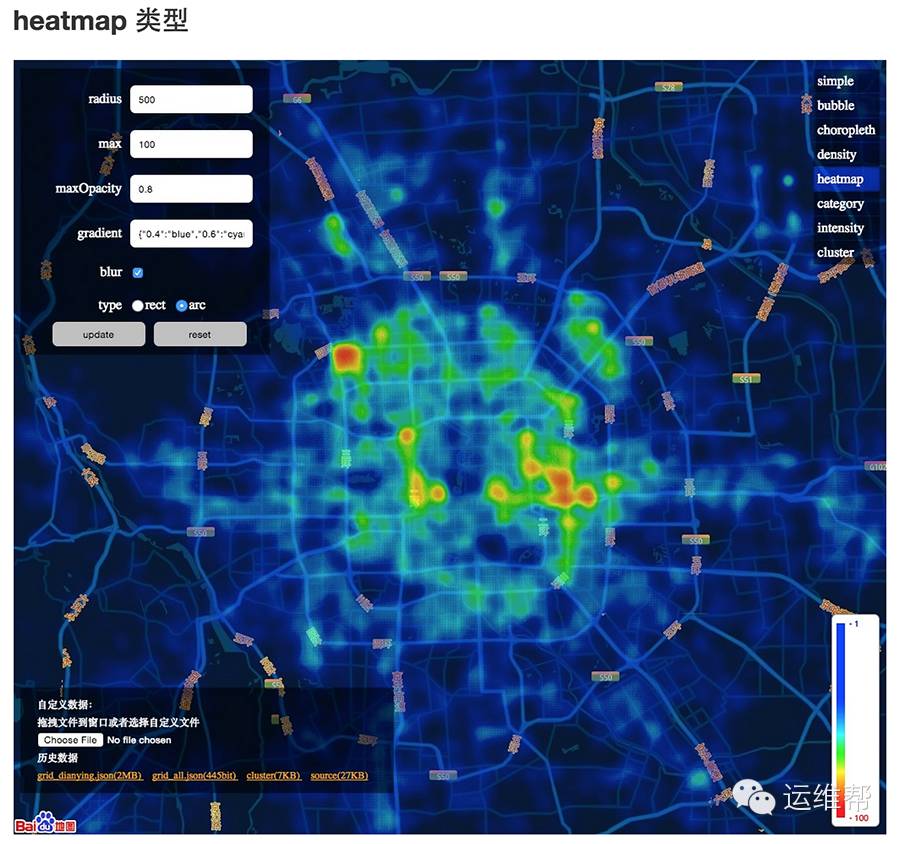 heatmap 类型
radius 500
max 100
maxOpacity 0.8
gradient {"0.4":"blue","0.6":"cya
blur
type rect arc
update reset
simple
bubble
choropleth
density
heatmap
category
intensity
cluster
G6
S50 S50
S50
S51
G102
S50
S50
S50
S50
自定义数据:
拖拽文件到窗口或者选择自定义文件
Choose File No file chosen
历史数据
grid_dianying.json(2MB) grid_all.json(445bit) cluster(7KB) source(27KB)
1
100
Bai 地图
运维帮